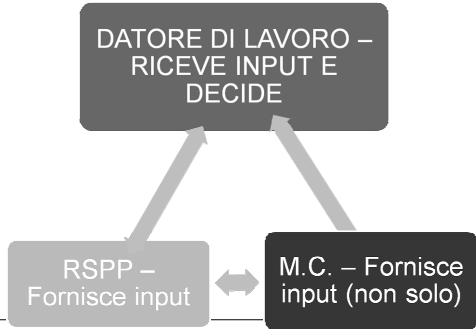 DATORE DI LAVORO –
RICEVE INPUT E
DECIDE
RSPP –
Fornisce input
M.C. – Fornisce
input (non solo)